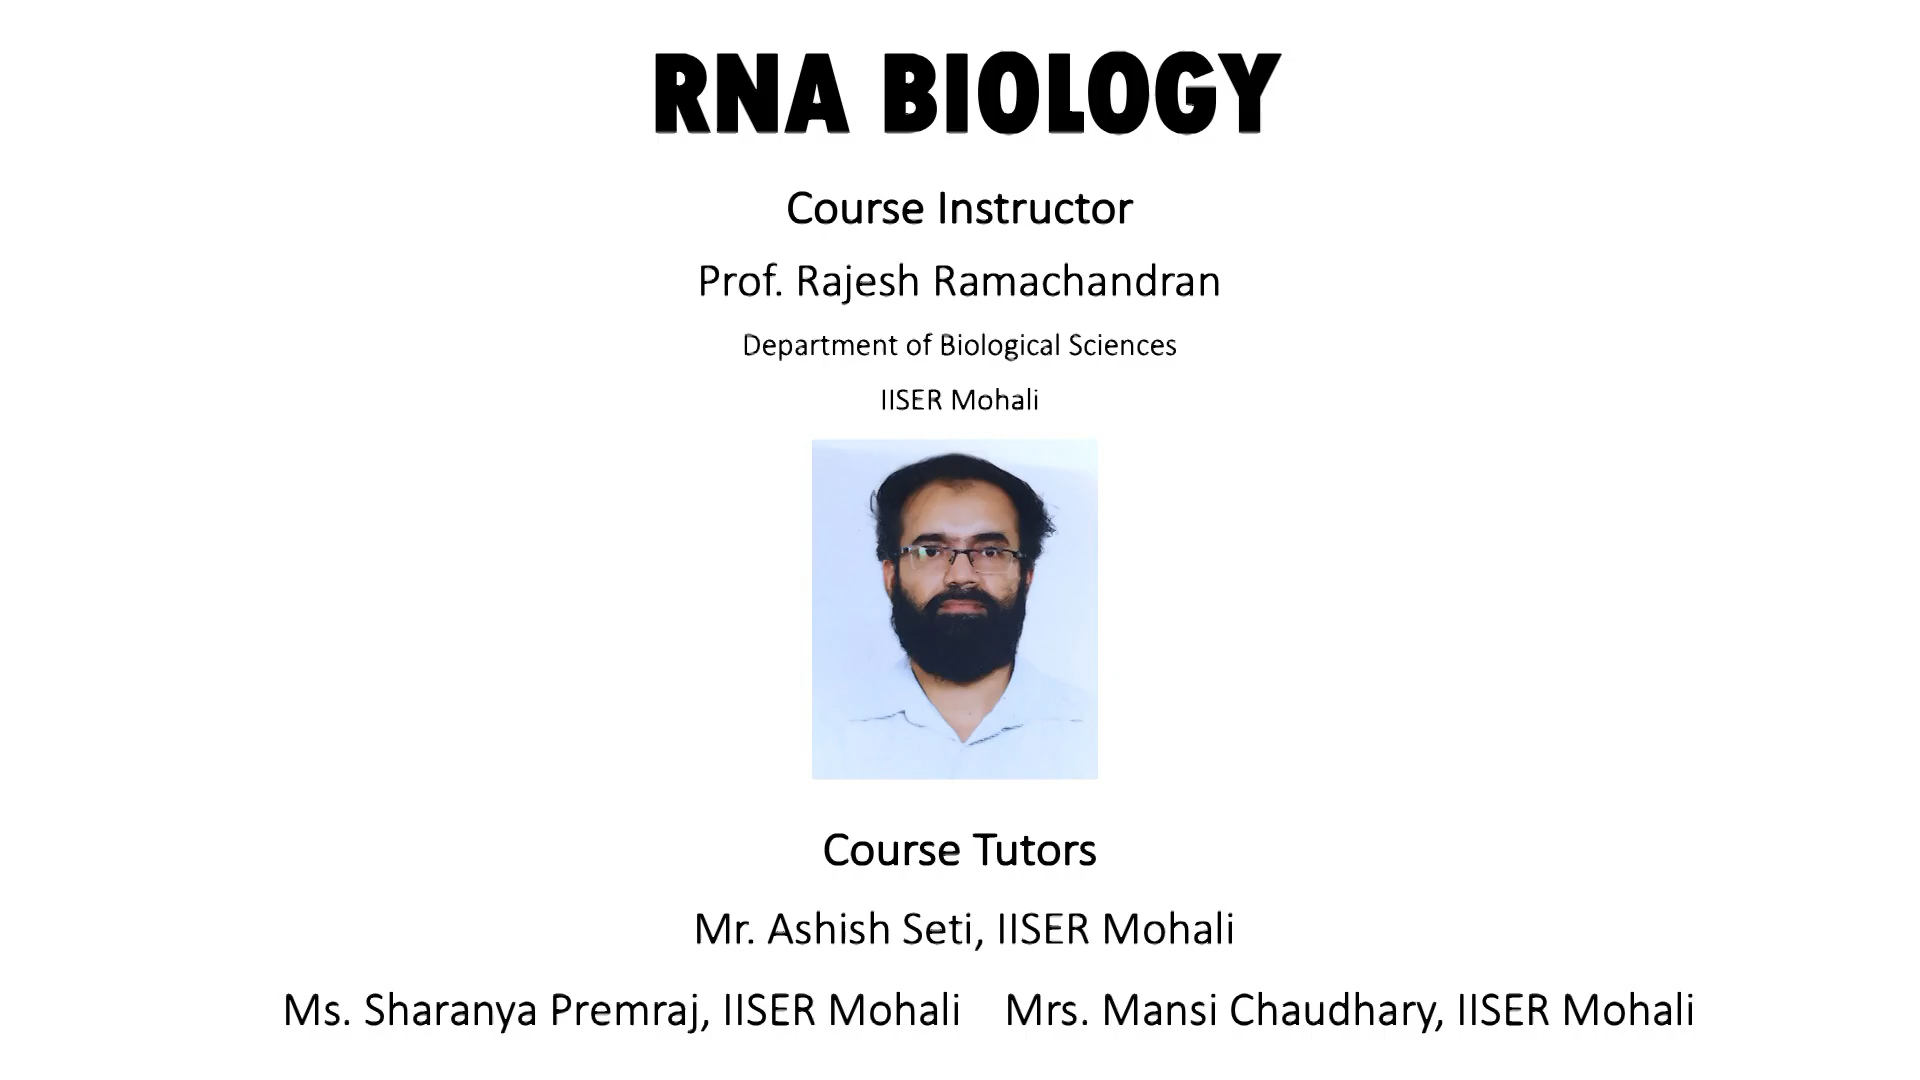 RNA BIOLOGY
Course Instructor
Prof. Rajesh Ramachandran
Department of Biological Sciences
IISER Mohali
Course Tutors
Mr. Ashish Seti, IISER Mohali
Ms. Sharanya Premraj, IISER Mohali Mrs. Mansi Chaudhary, IISER Mohali